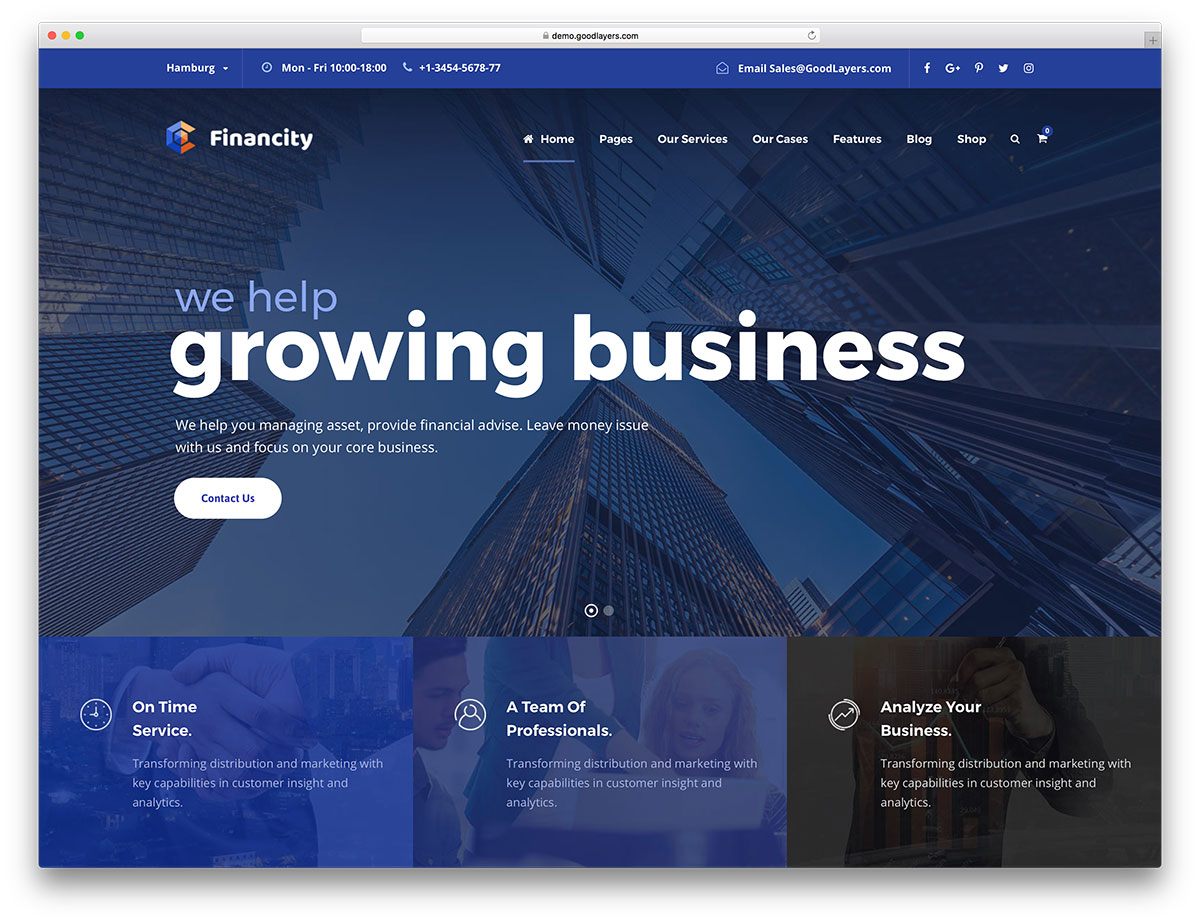 demo.goodlayers.com
Hamburg Mon - Fri 10:00-18:00 +1-3454-5678-77 Email Sales@GoodLayers.com G+
Financity Home Pages Our Services Our Cases Features Blog Shop 0
we help
growing business
We help you managing asset, provide financial advise. Leave money issue
with us and focus on your core business.
Contact Us
On Time
Service.
Transforming distribution and marketing with
key capabilities in customer insight and
analytics.
A Team Of
Professionals.
Transforming distribution and marketing with
key capabilities in customer insight and
analytics.
Analyze Your
Business.
Transforming distribution and marketing with
key capabilities in customer insight and
analytics.